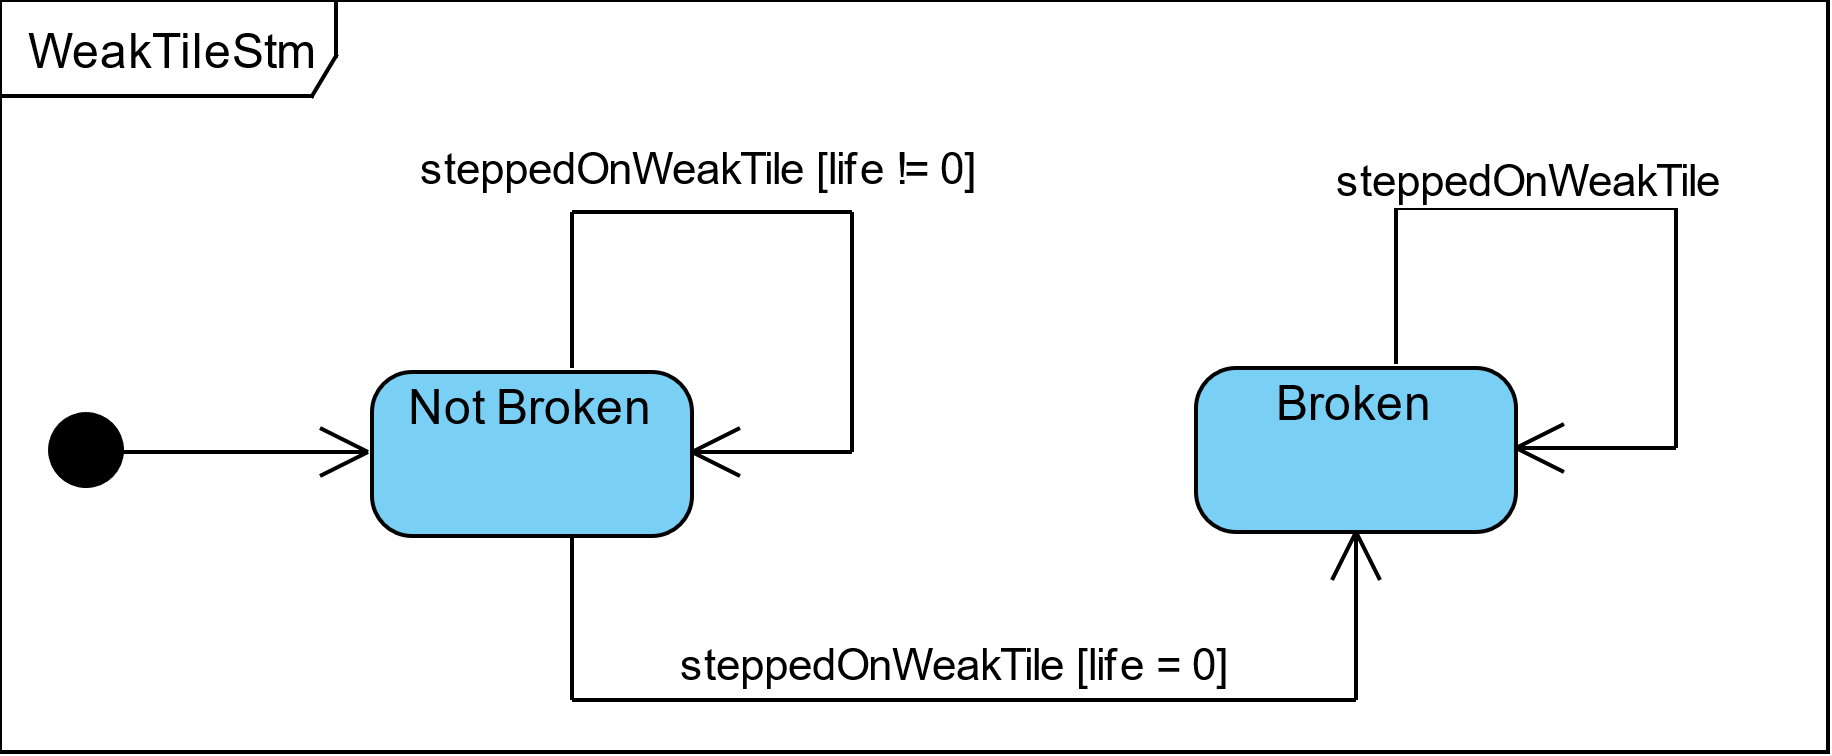 WeakTileStm
steppedOnWeakTile [life != 0]
steppedOnWeakTile
Not Broken
Broken
steppedOnWeakTile [life = 0]